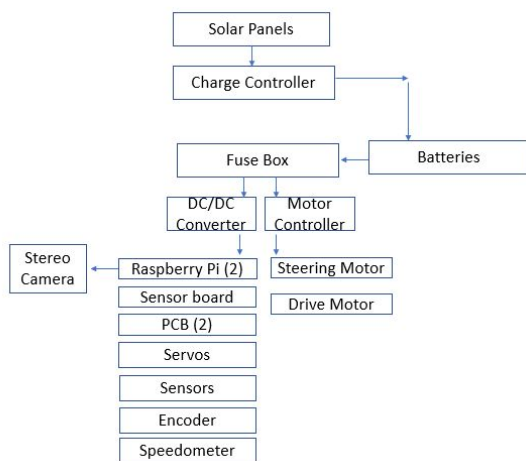 Solar Panels
Charge Controller
Batteries
Fuse Box
DC/DC
Converter
Motor
Controller
Stereo
Camera
Raspberry Pi (2)
Steering Motor
Sensor board
Drive Motor
PCB (2)
Servos
Sensors
Encoder
Speedometer